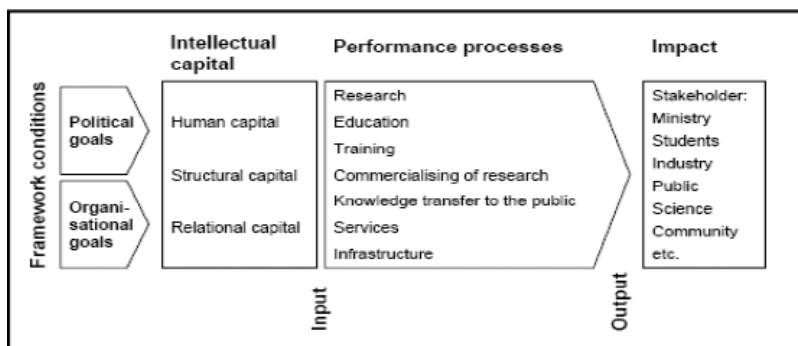 Intellectual
capital
Performance processes
Impact
Framework conditions
Political
goals
Organi-
sational
goals
Human capital
Structural capital
Relational capital
Input
Research
Education
Training
Commercialising of research
Knowledge transfer to the public
Services
Infrastructure
Output
Stakeholder:
Ministry
Students
Industry
Public
Science
Community
etc.